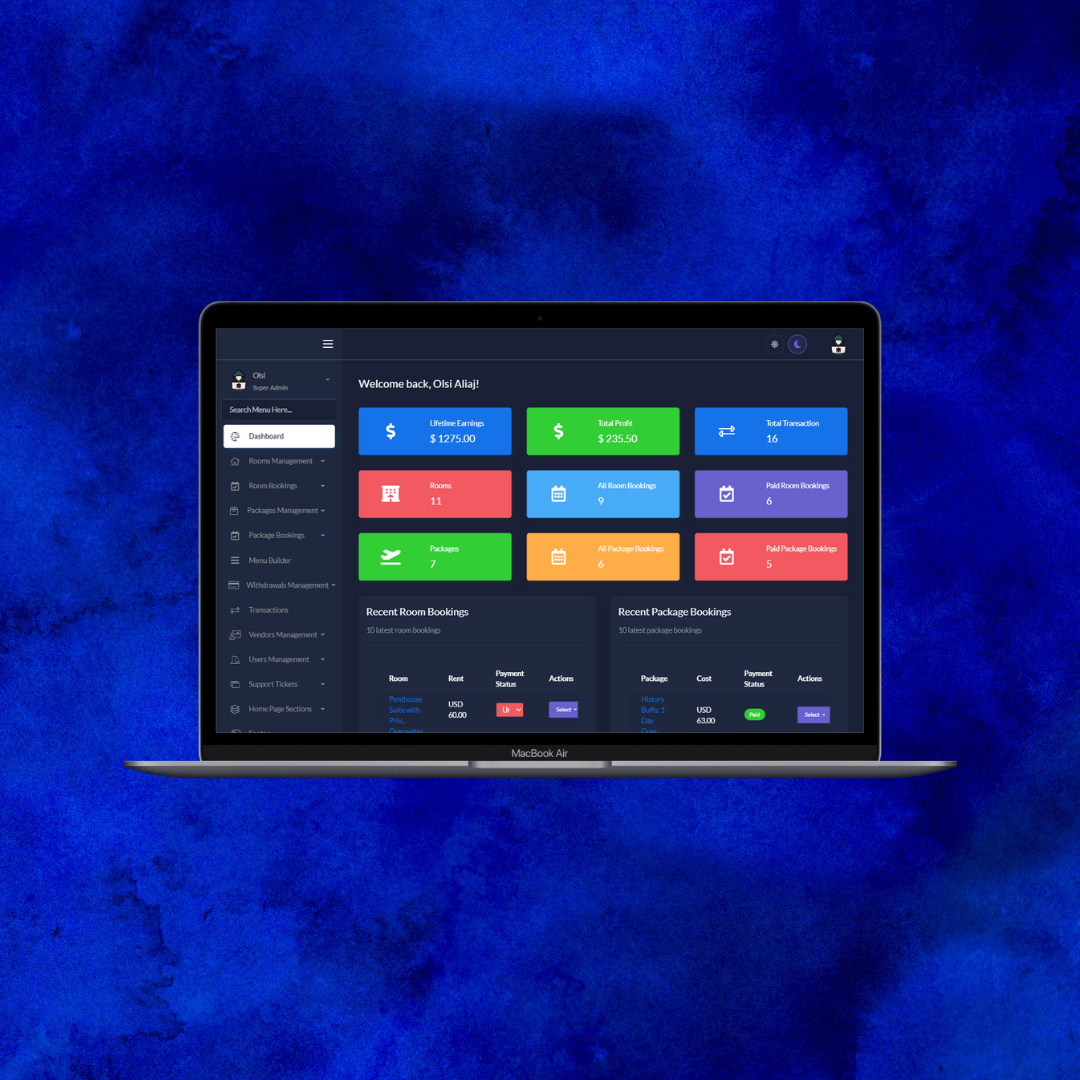 Olsi
Super Admin
Search Menu Here...
Dashboard
Rooms Management
Room Bookings
Packages Management
Package Bookings
Menu Builder
Withdrawals Management
Transactions
Vendors Management
Users Management
Support Tickets
Home Page Sections
Welcome back, Olsi Aliaj!
Lifetime Earnings
$ 1275.00
Total Profit
$ 235.50
Total Transaction
16
Rooms
11
All Room Bookings
9
Paid Room Bookings
6
Packages
7
All Package Bookings
6
Paid Package Bookings
5
Recent Room Bookings
10 latest room bookings
Room
Rent
Payment
Status
Actions
Penthouse
Suite with
Priv...
Overwater
USD
60.00
Ur
Select
Recent Package Bookings
10 latest package bookings
Package
Cost
Payment
Status
Actions
History
Buffs: 1-
Day
USD
63.00
Paid
Select
MacBook Air